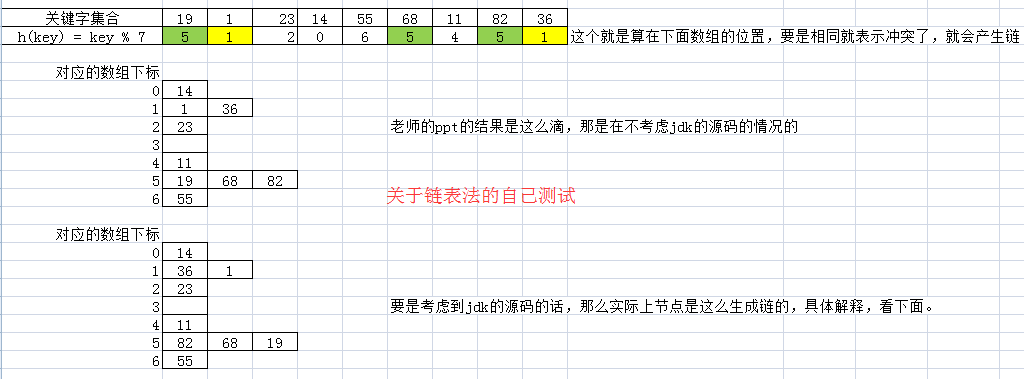 关键字集合 19 1 23 14 55 68 11 82 36
h(key) = key % 7 5 1 2 0 6 5 4 5 1 这个就是算在下面数组的位置，要是相同就表示冲突了，就会产生链
对应的数组下标
0 14
1 1 36
2 23 老师的ppt的结果是这么滴，那是在不考虑jdk的源码的情况的
3
4 11
5 19 68 82
关于链表法的自己测试
6 55
对应的数组下标
0 14
1 36 1
2 23
3 要是考虑到jdk的源码的话，那么实际上节点是这么生成链的，具体解释，看下面。
4 11
5 82 68 19
6 55